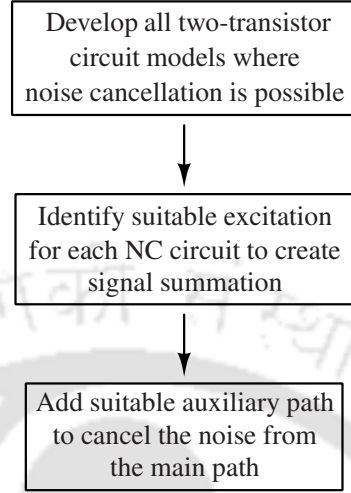 Develop all two-transistor
circuit models where
noise cancellation is possible
Identify suitable excitation
for each NC circuit to create
signal summation
Add suitable auxiliary path
to cancel the noise from
the main path